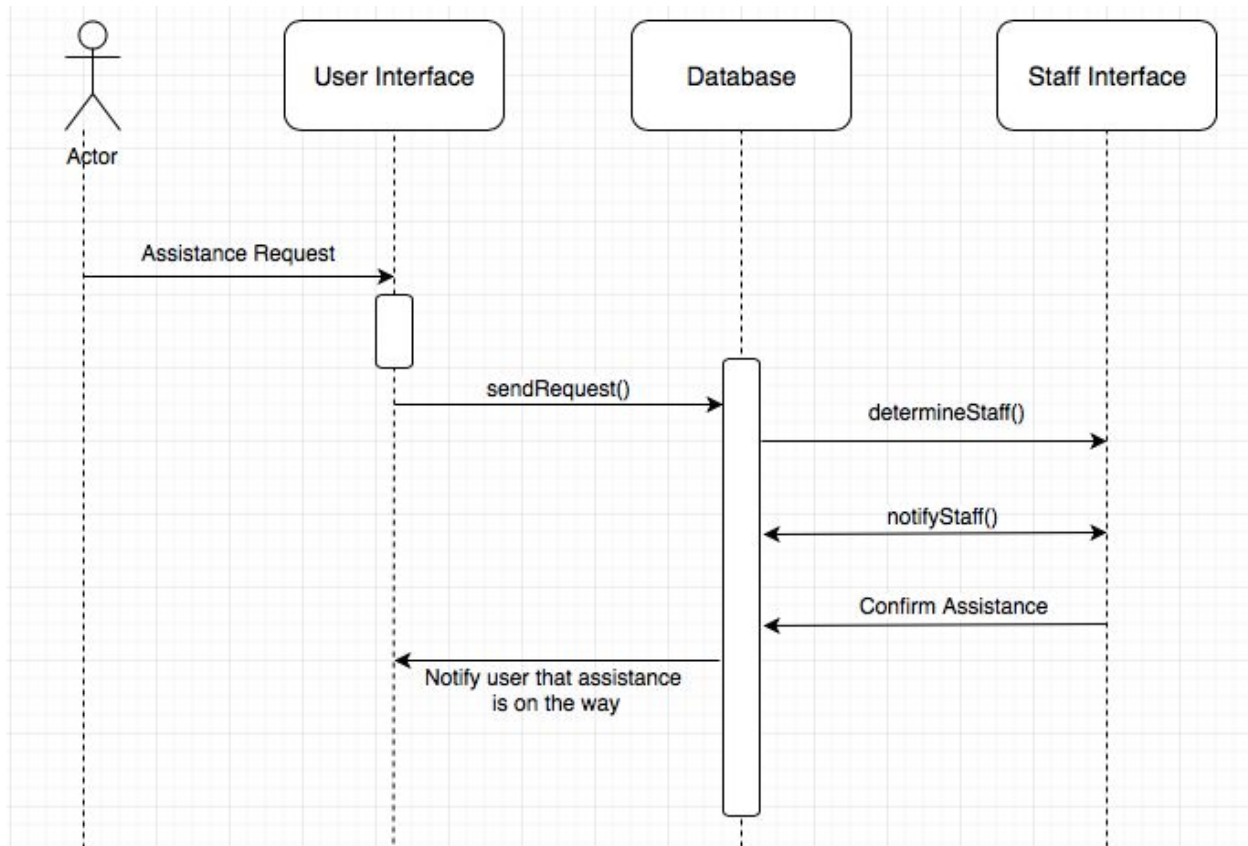 User Interface
Database
Staff Interface
Actor
Assistance Request
sendRequest()
determineStaff()
notifyStaff()
Confirm Assistance
Notify user that assistance
is on the way